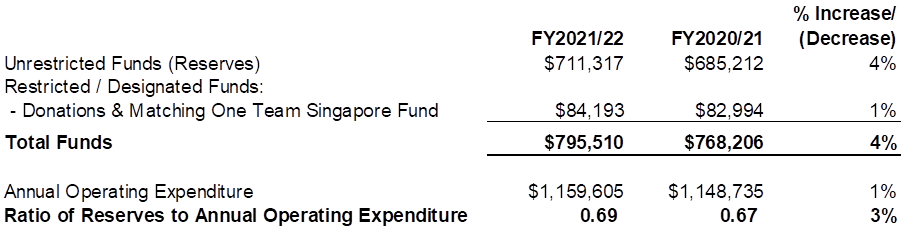 % Increase/
FY2021/22 FY2020/21 (Decrease)
Unrestricted Funds (Reserves) $711,317 $685,212 4%
Restricted / Designated Funds:
- Donations & Matching One Team Singapore Fund $84,193 $82,994 1%
Total Funds $795,510 $768,206 4%
Annual Operating Expenditure $1,159,605 $1,148,735 1%
Ratio of Reserves to Annual Operating Expenditure 0.69 0.67 3%